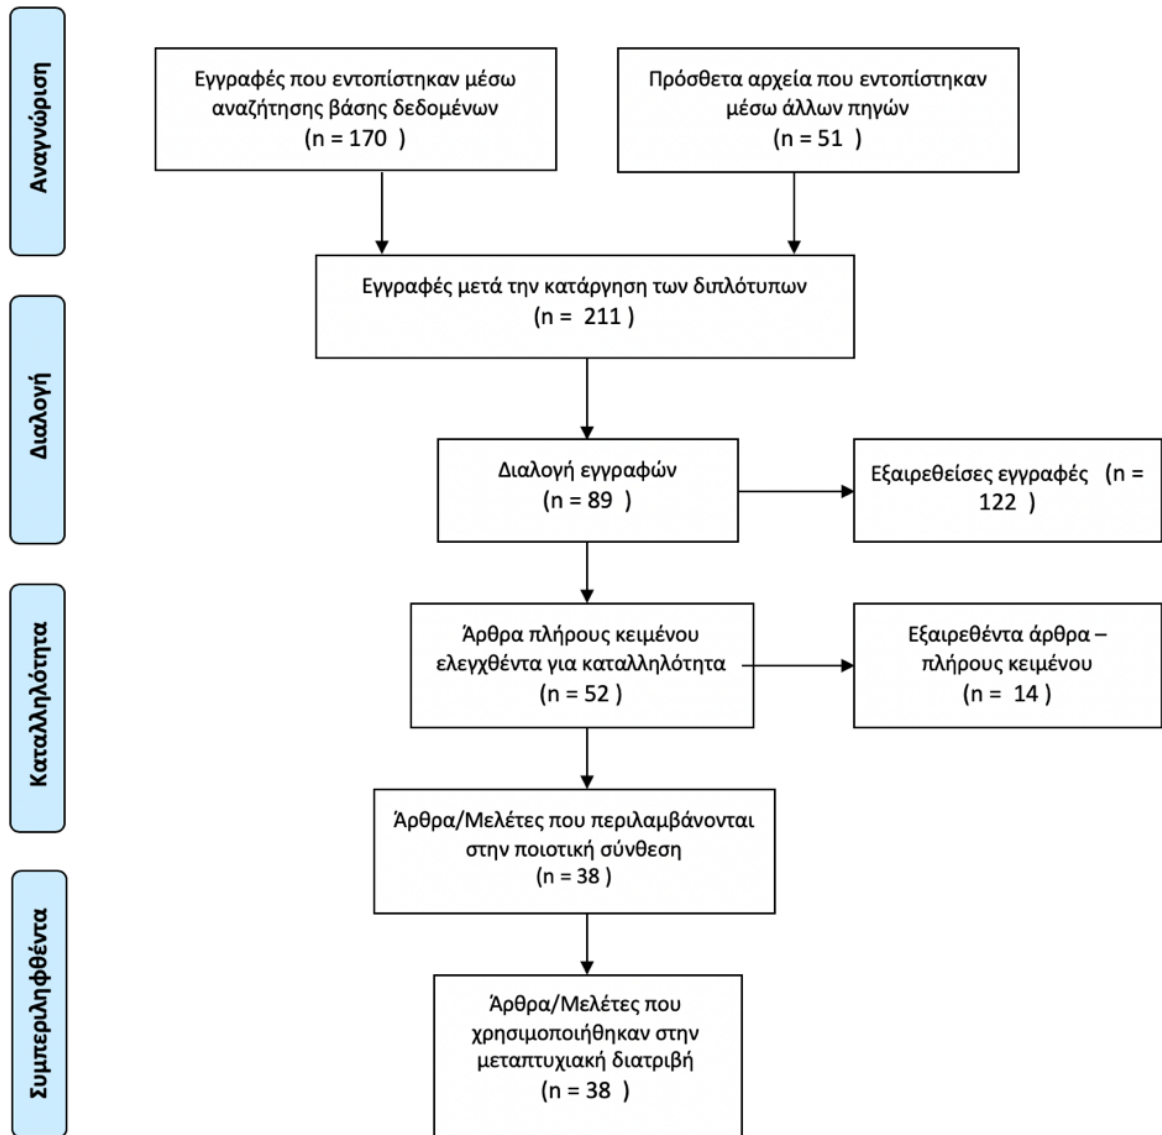 Αναγνώριση
Εγγραφές που εντοπίστηκαν μέσω
αναζήτησης βάσης δεδομένων
(n = 170 )
Πρόσθετα αρχεία που εντοπίστηκαν
μέσω άλλων πηγών
(n = 51 )
Εγγραφές μετά την κατάργηση των διπλότυπων
(n = 211 )
Διαλογή
Διαλογή εγγραφών
(n = 89 )
Εξαιρεθείσες εγγραφές (n =
122 )
Καταλληλότητα
Άρθρα πλήρους κειμένου
ελεγχθέντα για καταλληλότητα
(n = 52 )
Εξαιρεθέντα άρθρα –
πλήρους κειμένου
(n = 14 )
Άρθρα/Μελέτες που περιλαμβάνονται
στην ποιοτική σύνθεση
(n = 38 )
Συμπεριληφθέντα
Άρθρα/Μελέτες που
χρησιμοποιήθηκαν στην
μεταπτυχιακή διατριβή
(n = 38 )